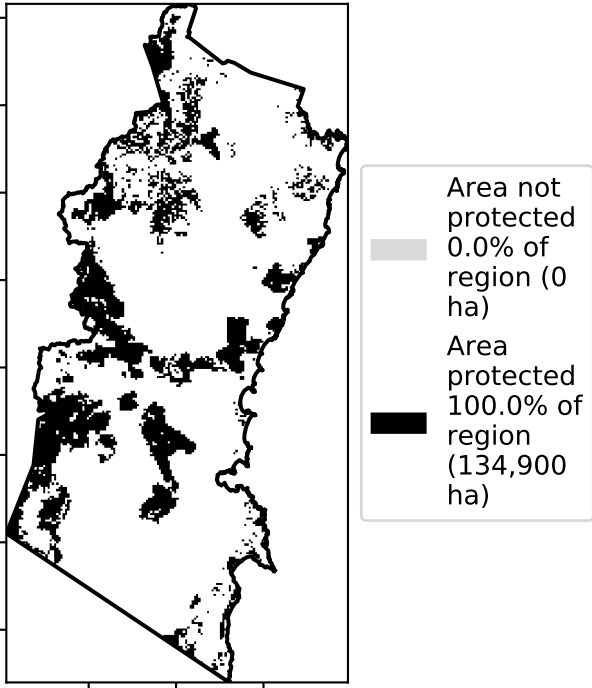 Area not
protected
0.0% of
region (0
ha)
Area
protected
100.0% of
region
(134,900
ha)